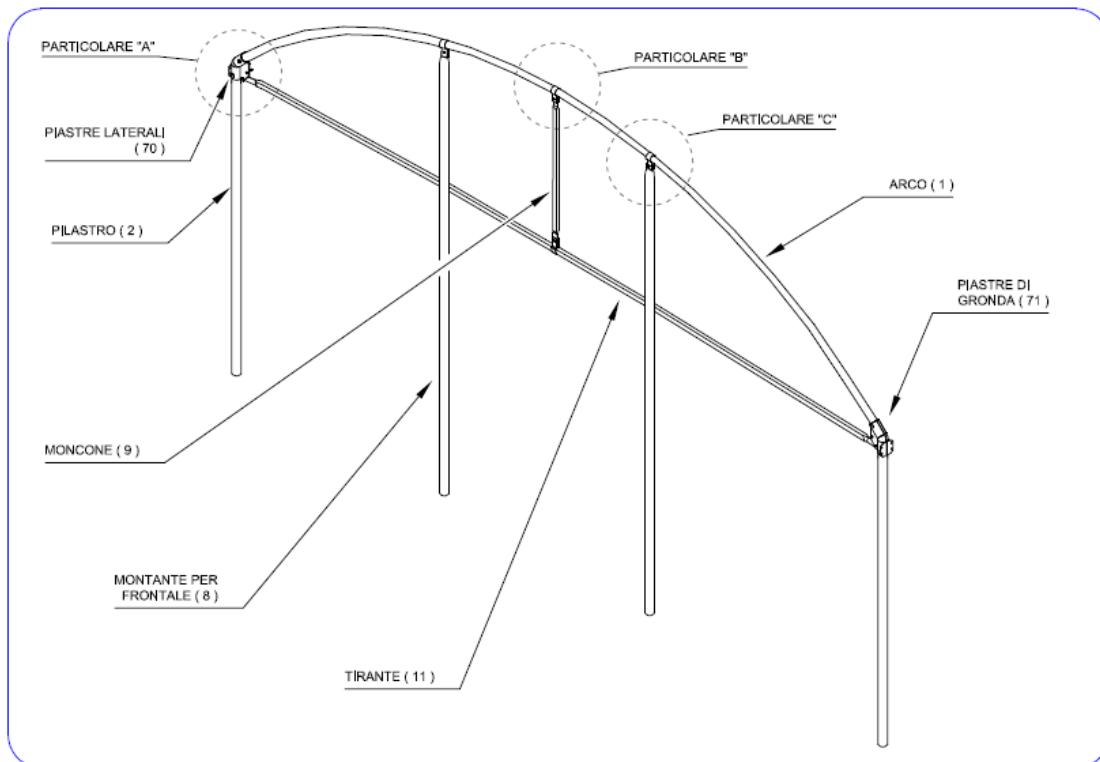 PARTICOLARE "A"
PARTICOLARE "B"
PIASTRE LATERALI
( 70 )
PARTICOLARE "C"
ARCO ( 1 )
PILASTRO ( 2 )
PIASTRE DI
GRONDA ( 71 )
MONCONE ( 9 )
MONTANTE PER
FRONTALE ( 8 )
TIRANTE ( 11 )